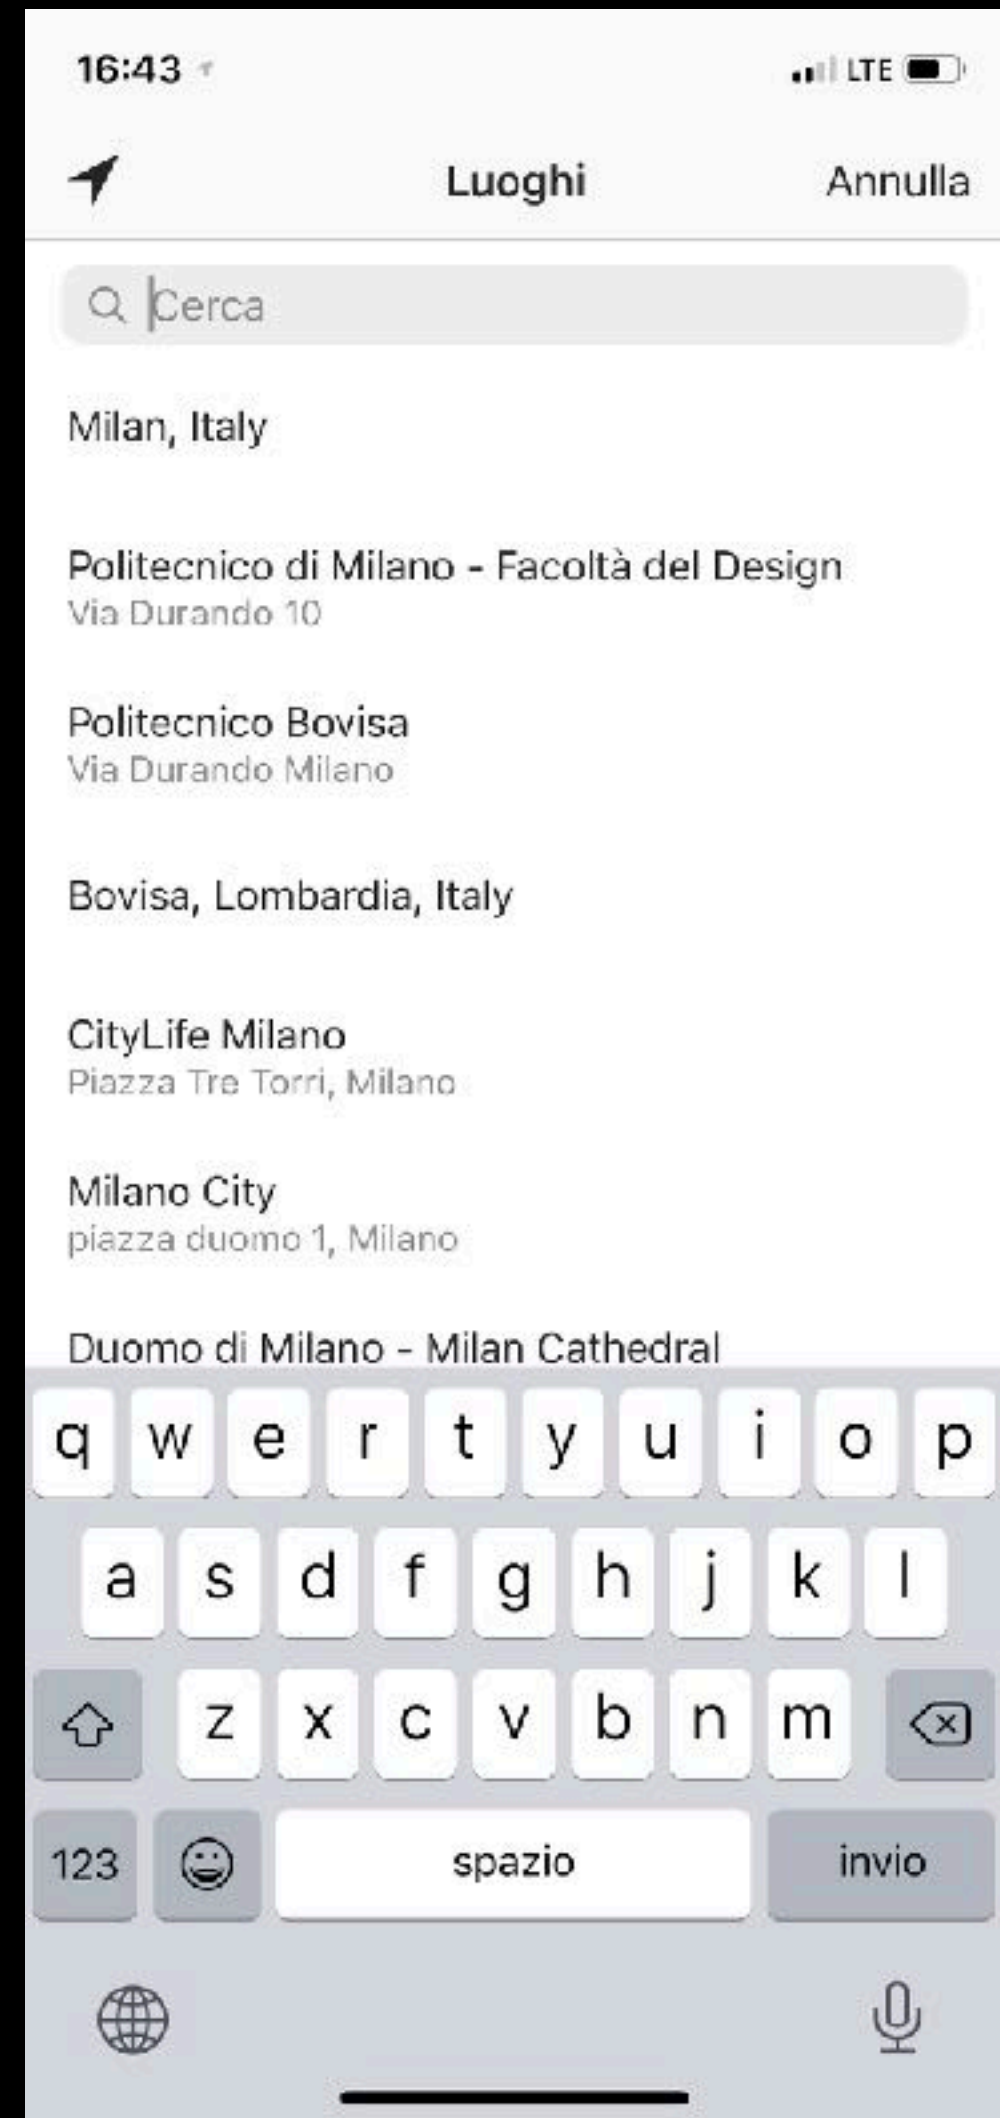 16:43 LTE
Luoghi Annulla
Cerca
Milan, Italy
Politecnico di Milano - Facoltà del Design
Via Durando 10
Politecnico Bovisa
Via Durando Milano
Bovisa, Lombardia, Italy
CityLife Milano
Piazza Tre Torri, Milano
Milano City
piazza duomo 1, Milano
Duomo di Milano - Milan Cathedral
q w e r t y u i o p
a s d f g h j k l
z x c v b n m
123 spazio invio